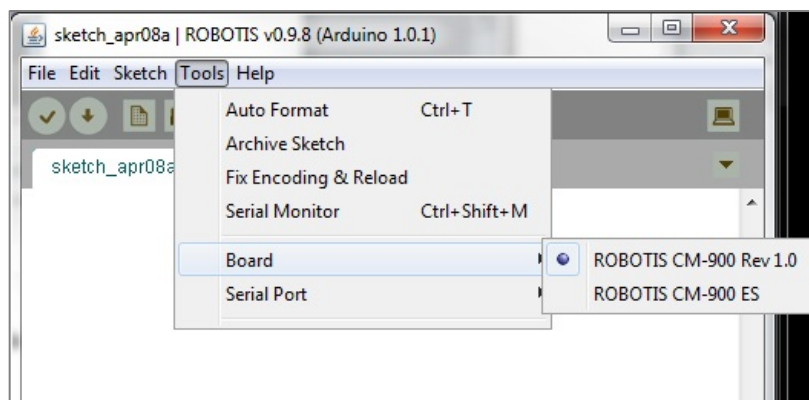 sketch_apr08a | ROBOTIS v0.9.8 (Arduino 1.0.1)
File Edit Sketch Tools Help
Auto Format Ctrl+T
Archive Sketch
sketch_apr08a
Fix Encoding & Reload
Serial Monitor Ctrl+Shift+M
Board
ROBOTIS CM-900 Rev 1.0
Serial Port
ROBOTIS CM-900 ES